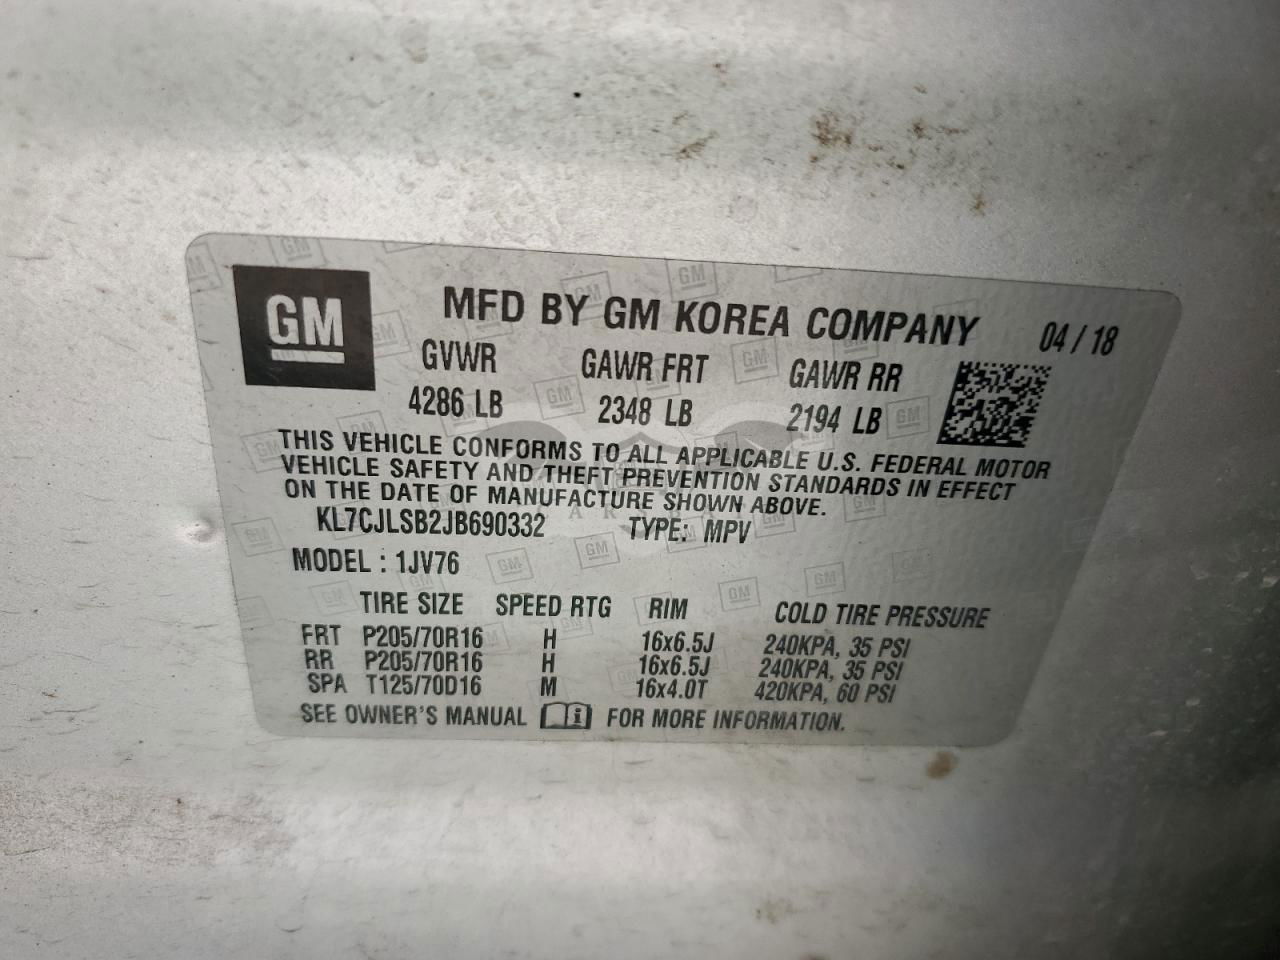 GM
MFD BY GM KOREA COMPANY 04 / 18
GVWR GAWR FRT GAWR RR
4286 LB 2348 LB 2194 LB
THIS VEHICLE CONFORMS TO ALL APPLICABLE U.S. FEDERAL MOTOR
VEHICLE SAFETY AND THEFT PREVENTION STANDARDS IN EFFECT
ON THE DATE OF MANUFACTURE SHOWN ABOVE.
KL7CJLSB2JB690332 TYPE: MPV
MODEL : 1JV76
TIRE SIZE SPEED RTG RIM COLD TIRE PRESSURE
FRT P205/70R16 H 16x6.5J 240KPA, 35 PSI
RR P205/70R16 H 16x6.5J 240KPA, 35 PSI
SPA T125/70D16 M 16x4.0T 420KPA, 60 PSI
SEE OWNER'S MANUAL FOR MORE INFORMATION.